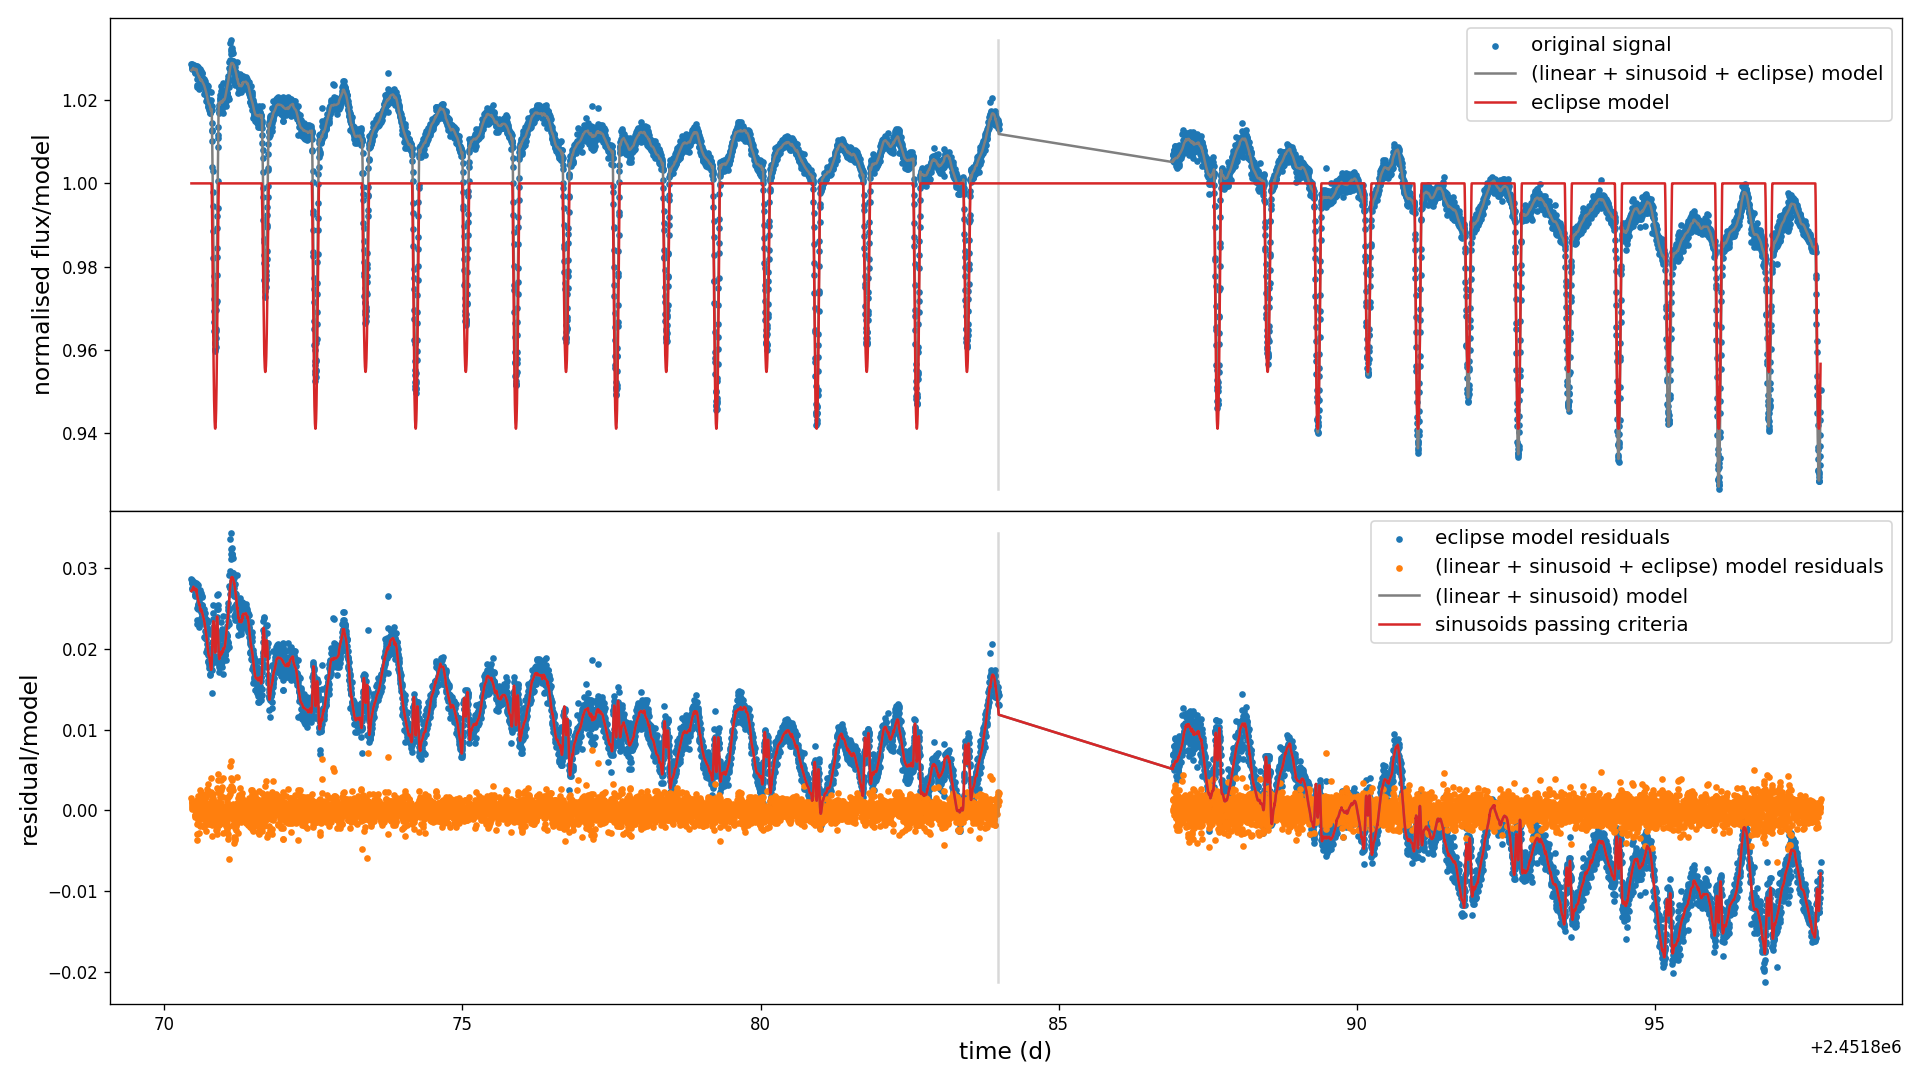 original signal
(linear + sinusoid + eclipse) model
eclipse model
normalised flux/model
1.02
1.00
0.98
0.96
0.94
eclipse model residuals
(linear + sinusoid + eclipse) model residuals
(linear + sinusoid) model
sinusoids passing criteria
residual/model
0.03
0.02
0.01
0.00
−0.01
−0.02
70
75
80
85
90
95
time (d)
+2.4518e6